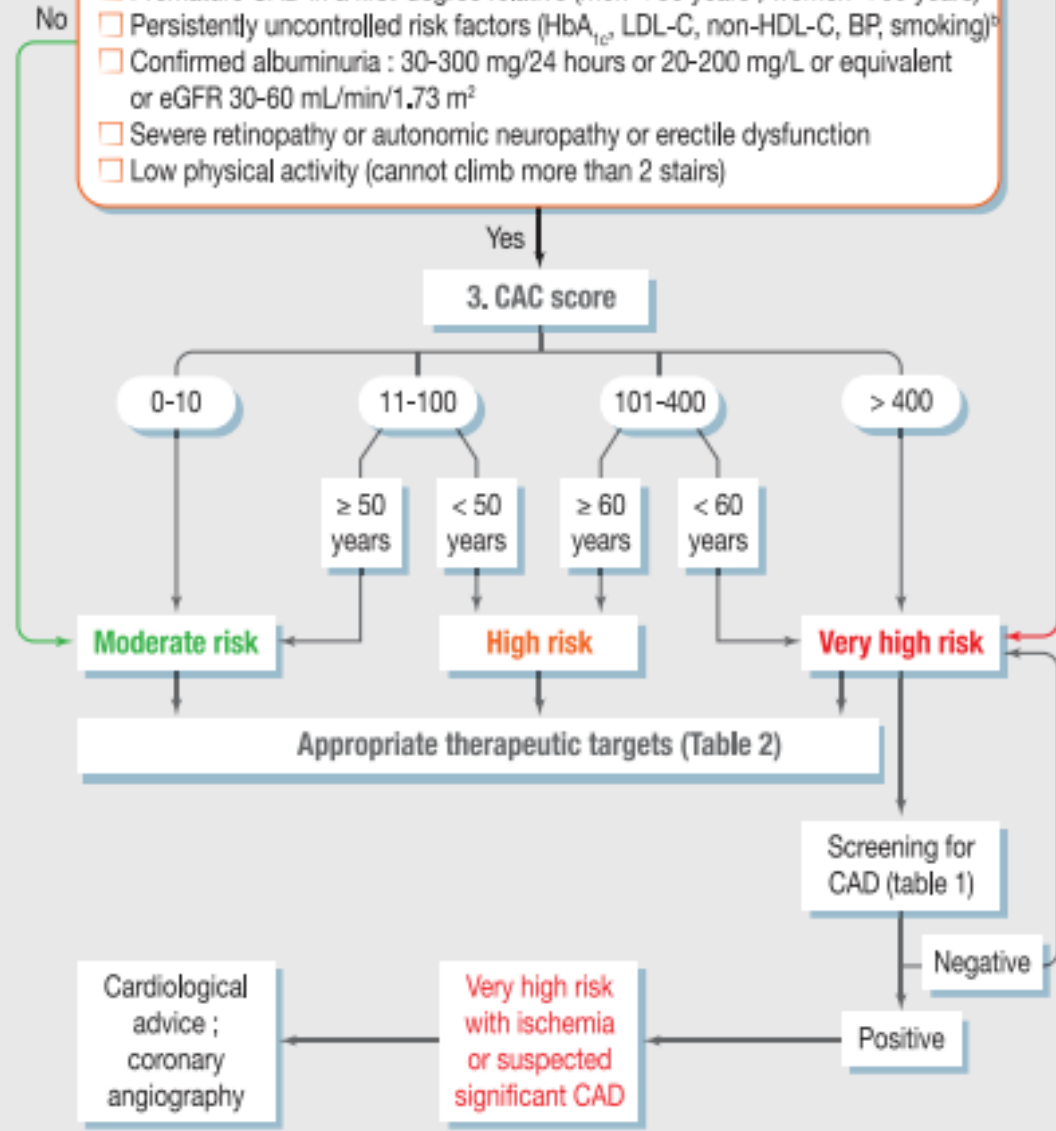 No
☐ Persistently uncontrolled risk factors (HbA1c, LDL-C, non-HDL-C, BP, smoking)b
☐ Confirmed albuminuria : 30-300 mg/24 hours or 20-200 mg/L or equivalent
or eGFR 30-60 mL/min/1.73 m²
☐ Severe retinopathy or autonomic neuropathy or erectile dysfunction
☐ Low physical activity (cannot climb more than 2 stairs)
Yes
3. CAC score
0-10
11-100
101-400
> 400
≥ 50
years
< 50
years
≥ 60
years
< 60
years
Moderate risk
High risk
Very high risk
Appropriate therapeutic targets (Table 2)
Screening for
CAD (table 1)
Negative
Positive
Very high risk
with ischemia
or suspected
significant CAD
Cardiological
advice ;
coronary
angiography